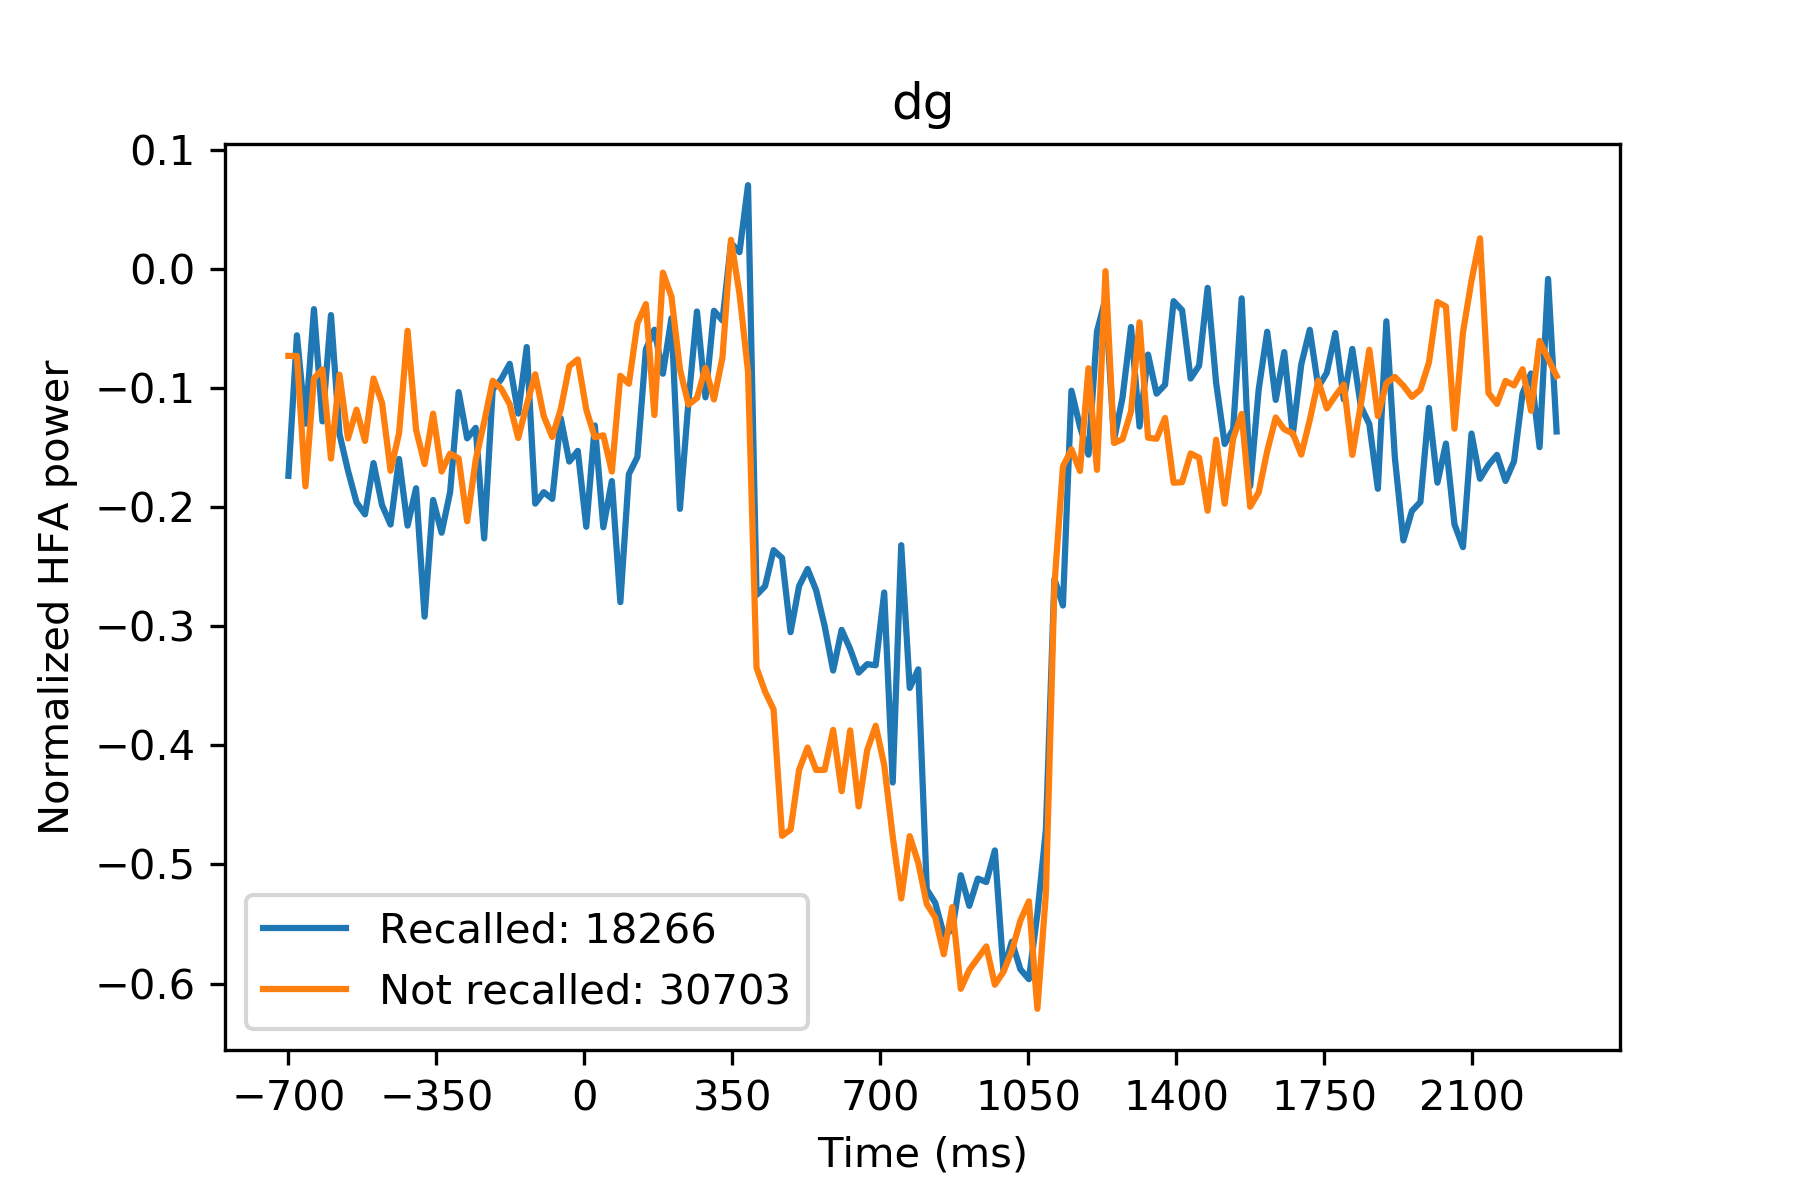 dg
0.1
0.0
−0.1
−0.2
−0.3
−0.4
−0.5
−0.6
Normalized HFA power
Recalled: 18266
Not recalled: 30703
−700 −350 0 350 700 1050 1400 1750 2100
Time (ms)